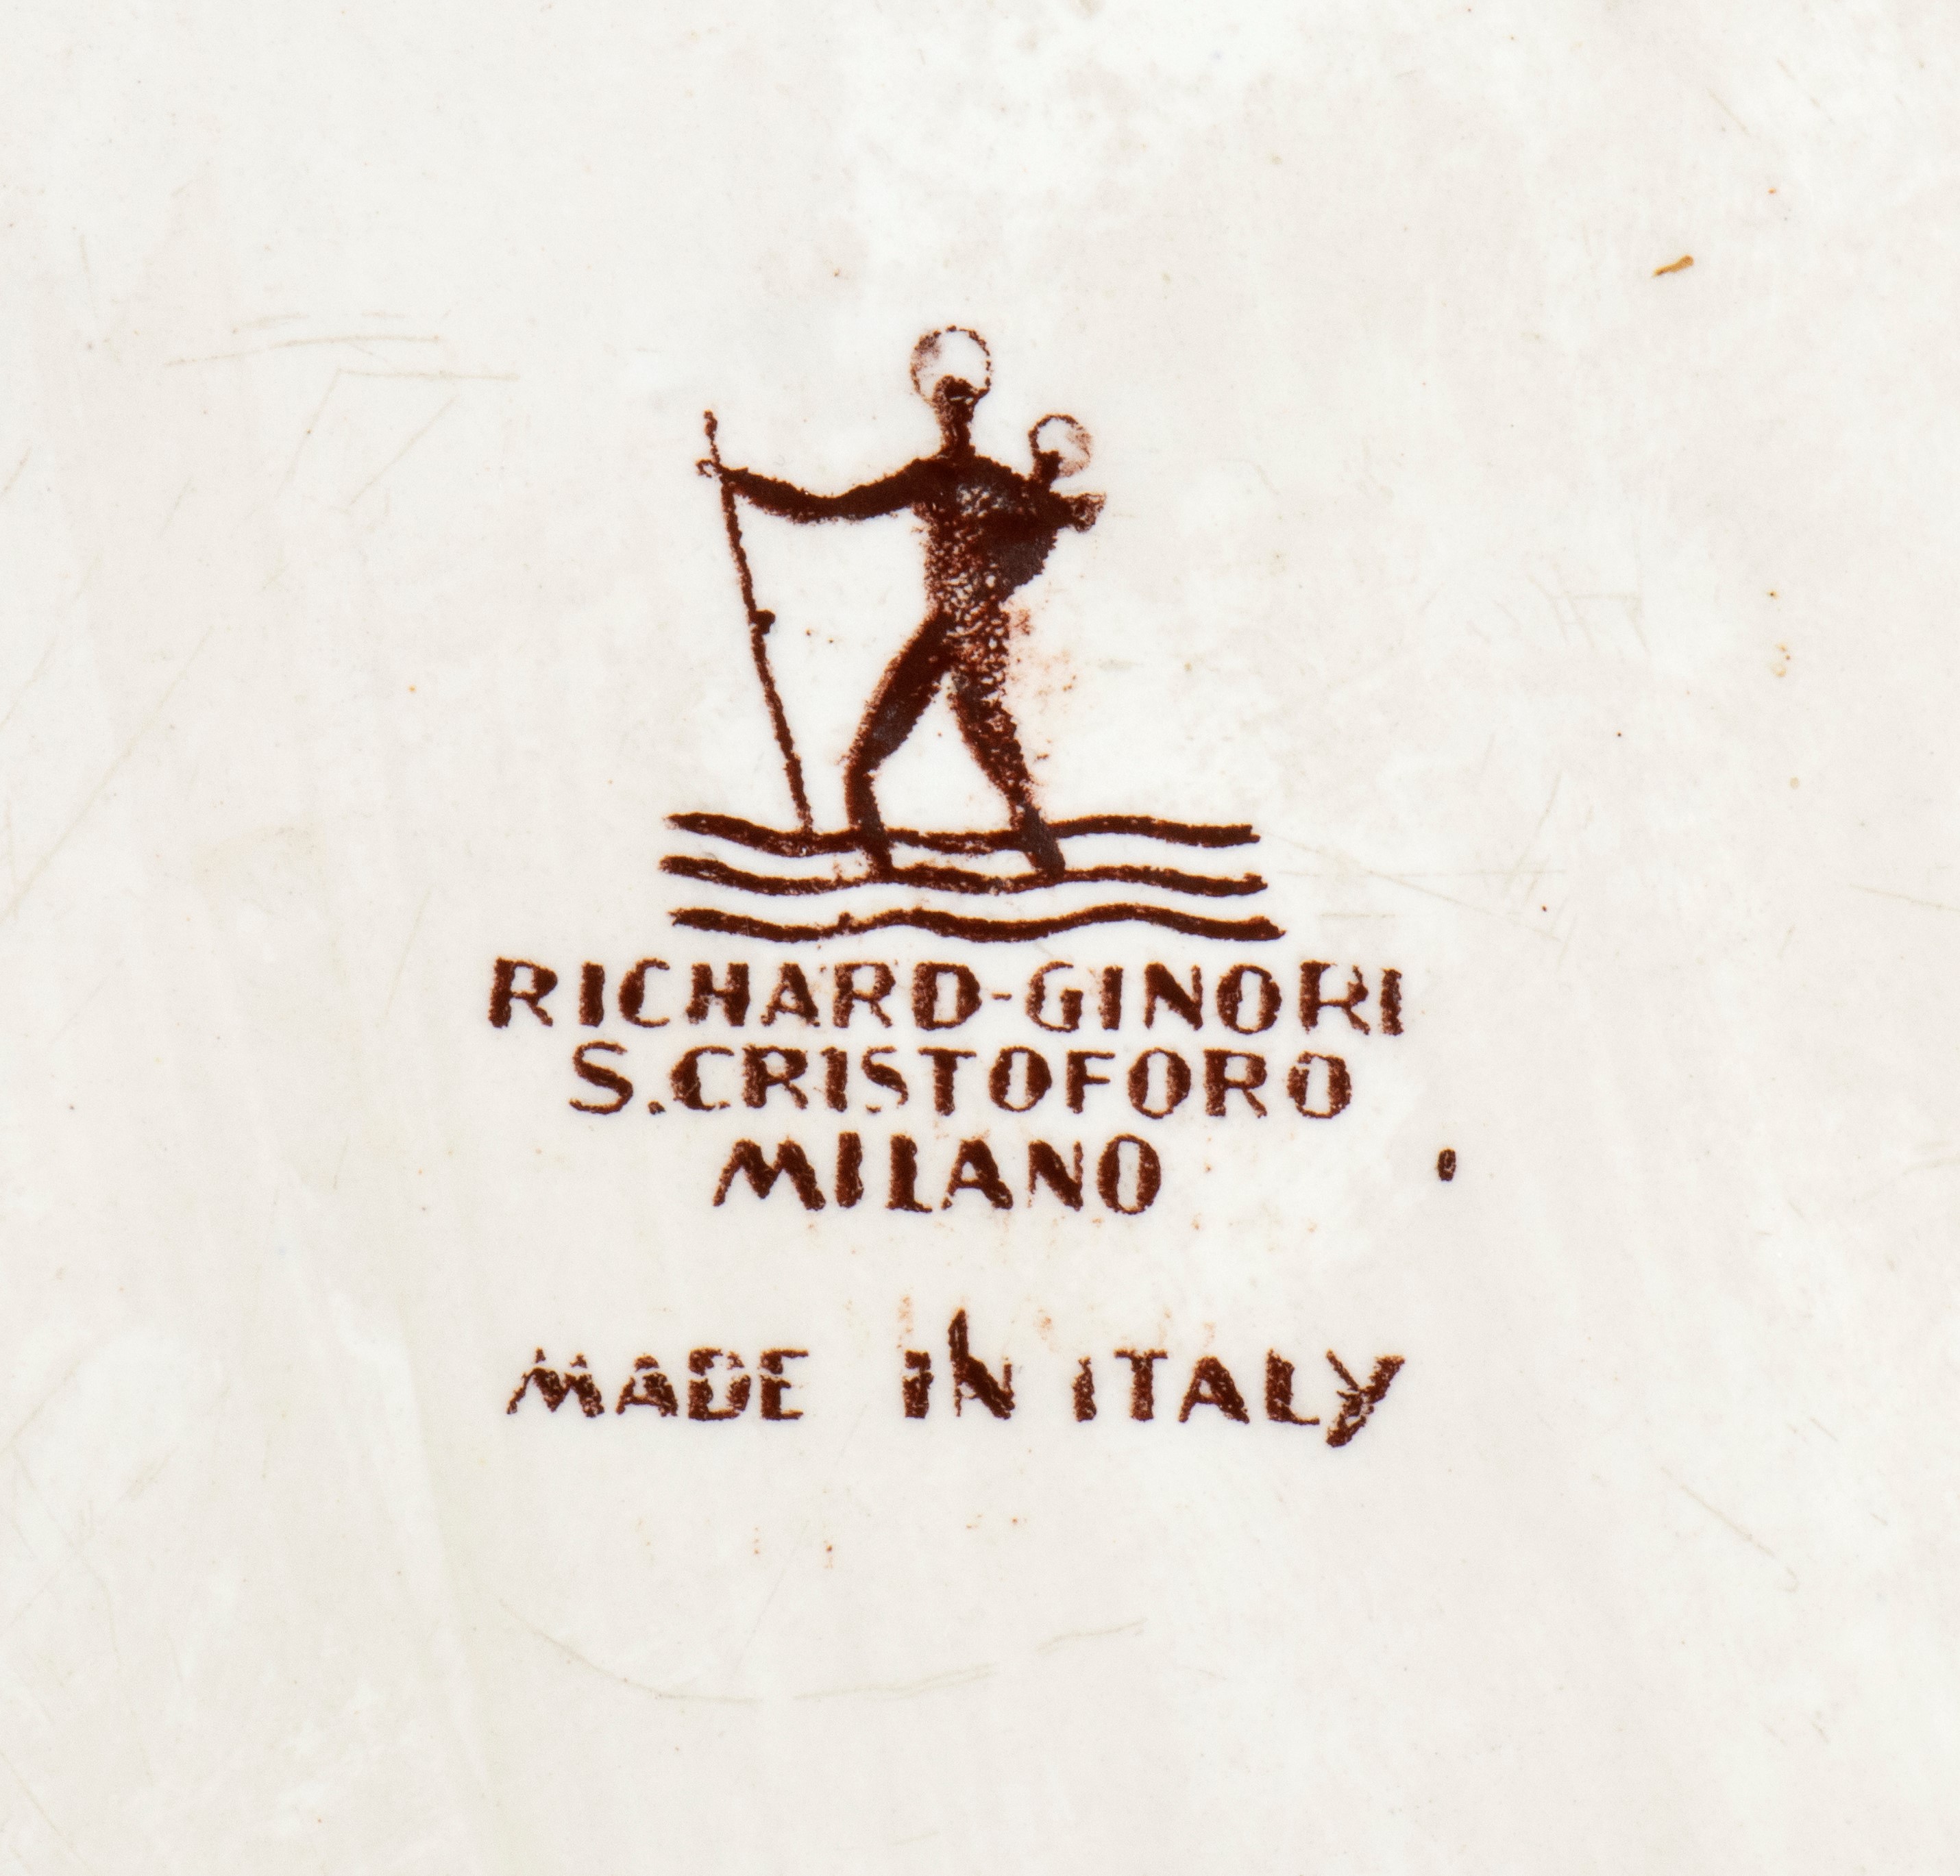 RICHARD-GINORI
S.CRISTOFORO
MILANO
MADE IN ITALY